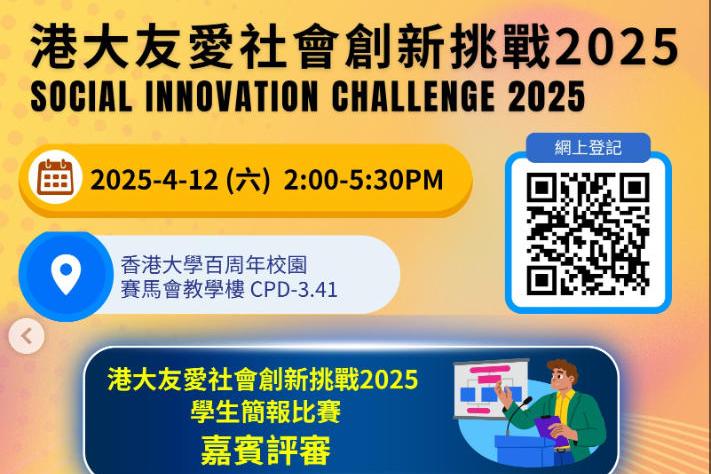 港大友愛社會創新挑戰2025
SOCIAL INNOVATION CHALLENGE 2025
網上登記
2025-4-12 (六) 2:00-5:30PM
香港大學百周年校園
賽馬會教學樓 CPD-3.41
港大友愛社會創新挑戰2025
學生簡報比賽
嘉賓評審